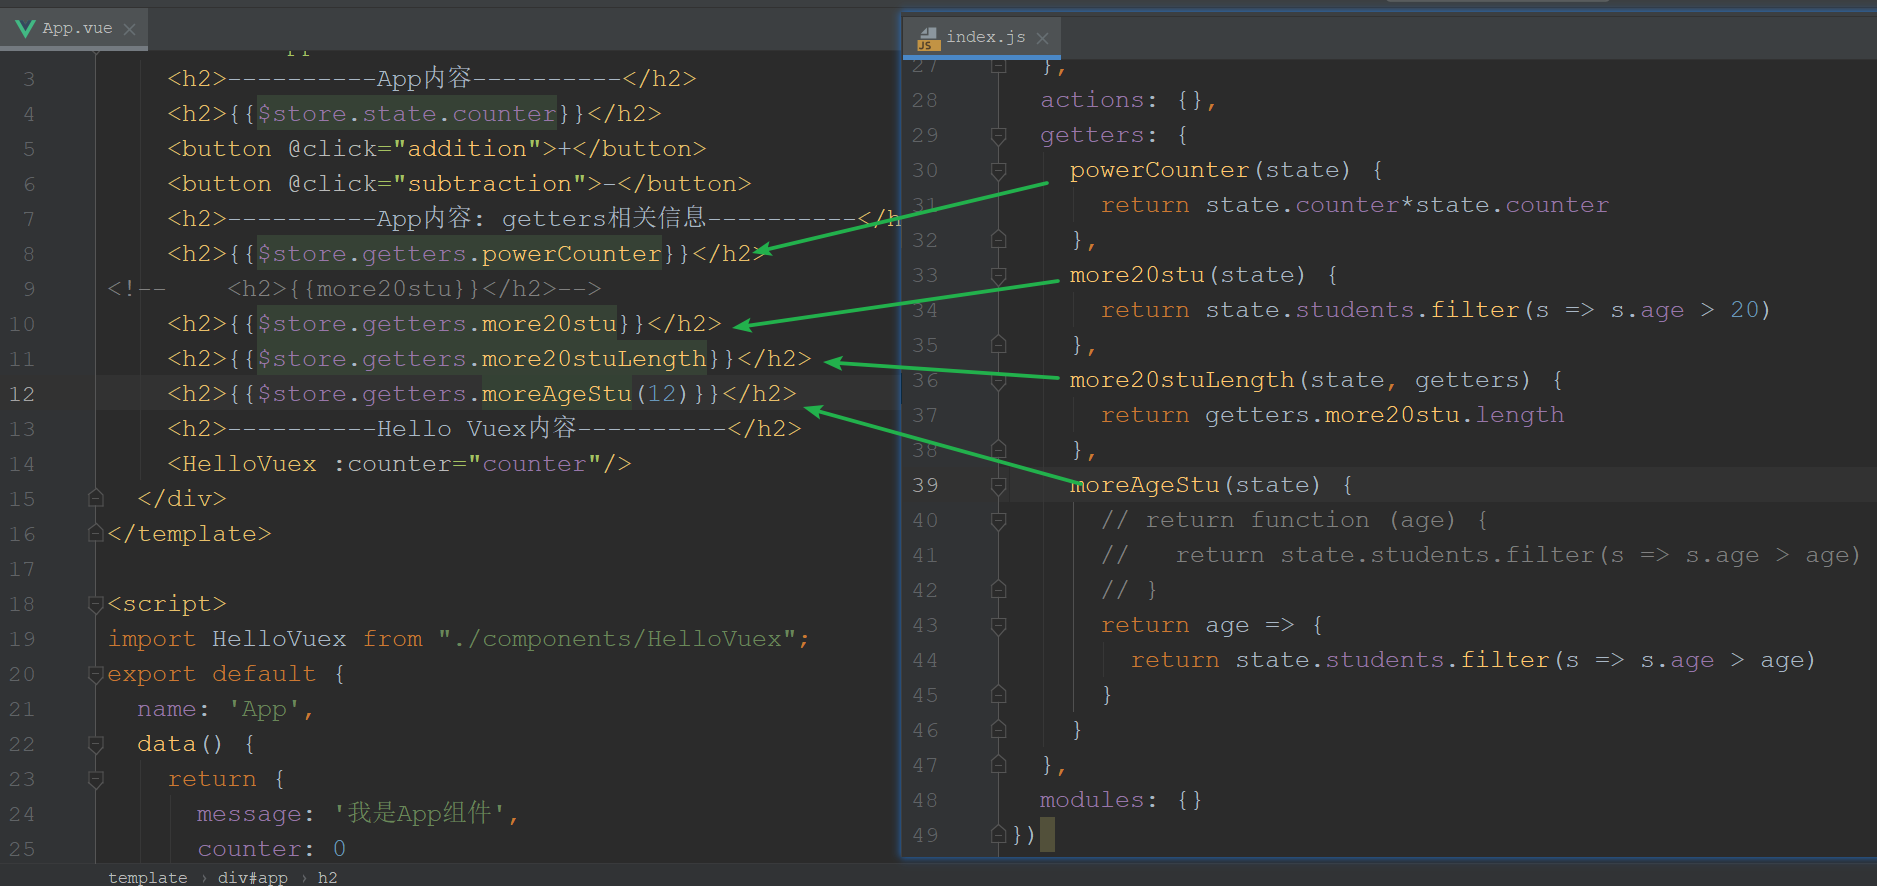 App.vue
3 <h2>----------App内容----------</h2>
4 <h2>{{$store.state.counter}}</h2>
5 <button @click="addition">+</button>
6 <button @click="subtraction">-</button>
7 <h2>----------App内容: getters相关信息----------</h
8 <h2>{{$store.getters.powerCounter}}</h2>
9 <!--    <h2>{{more20stu}}</h2>-->
10 <h2>{{$store.getters.more20stu}}</h2>
11 <h2>{{$store.getters.more20stuLength}}</h2>
12 <h2>{{$store.getters.moreAgeStu(12)}}</h2>
13 <h2>----------Hello Vuex内容----------</h2>
14 <HelloVuex :counter="counter"/>
15 </div>
16 </template>
17
18 <script>
19 import HelloVuex from "./components/HelloVuex";
20 export default {
21 name: 'App',
22 data() {
23 return {
24 message: '我是App组件',
25 counter: 0
template › div#app › h2
index.js
27 },
28 actions: {},
29 getters: {
30 powerCounter(state) {
31 return state.counter*state.counter
32 },
33 more20stu(state) {
34 return state.students.filter(s => s.age > 20)
35 },
36 more20stuLength(state, getters) {
37 return getters.more20stu.length
38 },
39 moreAgeStu(state) {
40 // return function (age) {
41 //   return state.students.filter(s => s.age > age)
42 // }
43 return age => {
44 return state.students.filter(s => s.age > age)
45 }
46 }
47 },
48 modules: {}
49 })